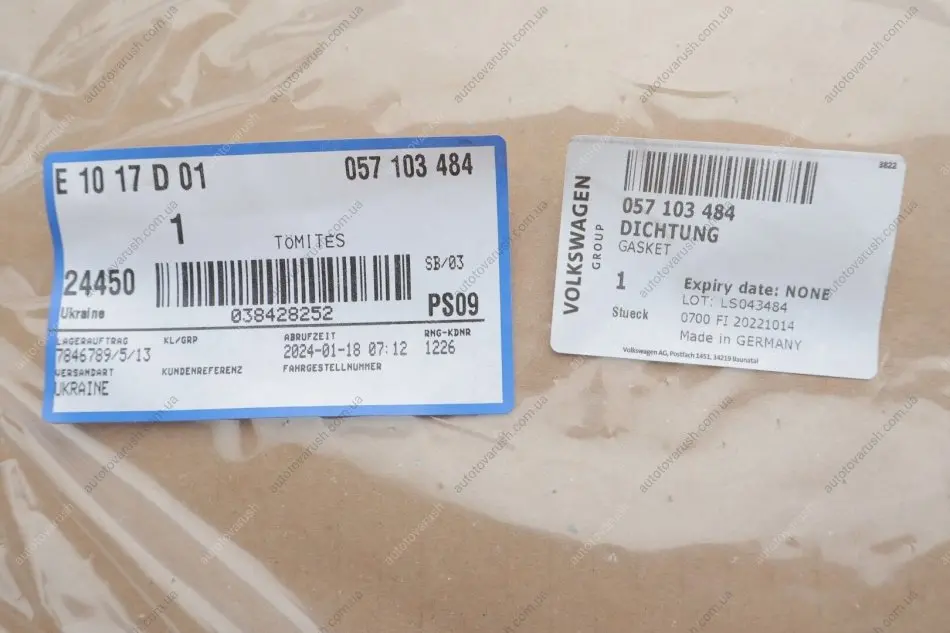 E 10 17 D 01
057 103 484
1
TÖMITÉS
24450
SB/03
Ukraine
038428252
PS09
LAGERAUFTRAG
KL/GRP
ABRUFZEIT
RNG-KDNR
7846789/5/13
2024-01-18 07:12
1226
VERSANDART
KUNDENREFERENZ
FAHRGESTELLNUMMER
UKRAINE
VOLKSWAGEN
GROUP
3822
057 103 484
DICHTUNG
GASKET
1
Expiry date: NONE
LOT: LS043484
Stueck
0700 FI 20221014
Made in GERMANY
Volkswagen AG, Postfach 1451, 34219 Baunatal
autotovarush.com.ua